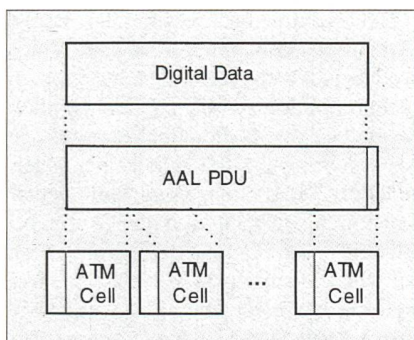 Digital Data
AAL PDU
ATM
Cell
ATM
Cell
...
ATM
Cell